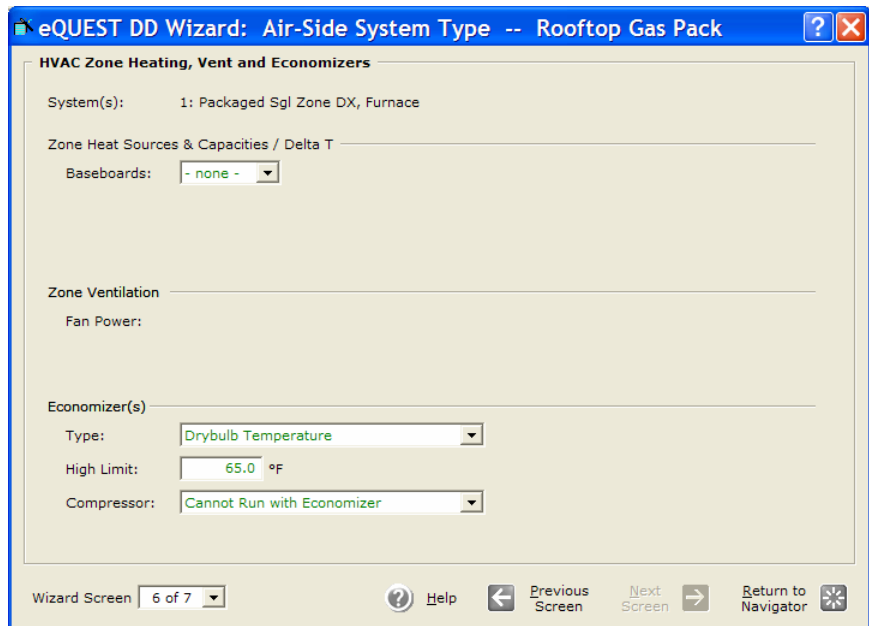 eQUEST DD Wizard: Air-Side System Type -- Rooftop Gas Pack ? X
HVAC Zone Heating, Vent and Economizers
System(s): 1: Packaged Sgl Zone DX, Furnace
Zone Heat Sources & Capacities / Delta T
Baseboards: - none -
Zone Ventilation
Fan Power:
Economizer(s)
Type: Drybulb Temperature
High Limit: 65.0 °F
Compressor: Cannot Run with Economizer
Wizard Screen 6 of 7 ? Help Previous Screen Next Screen Return to Navigator